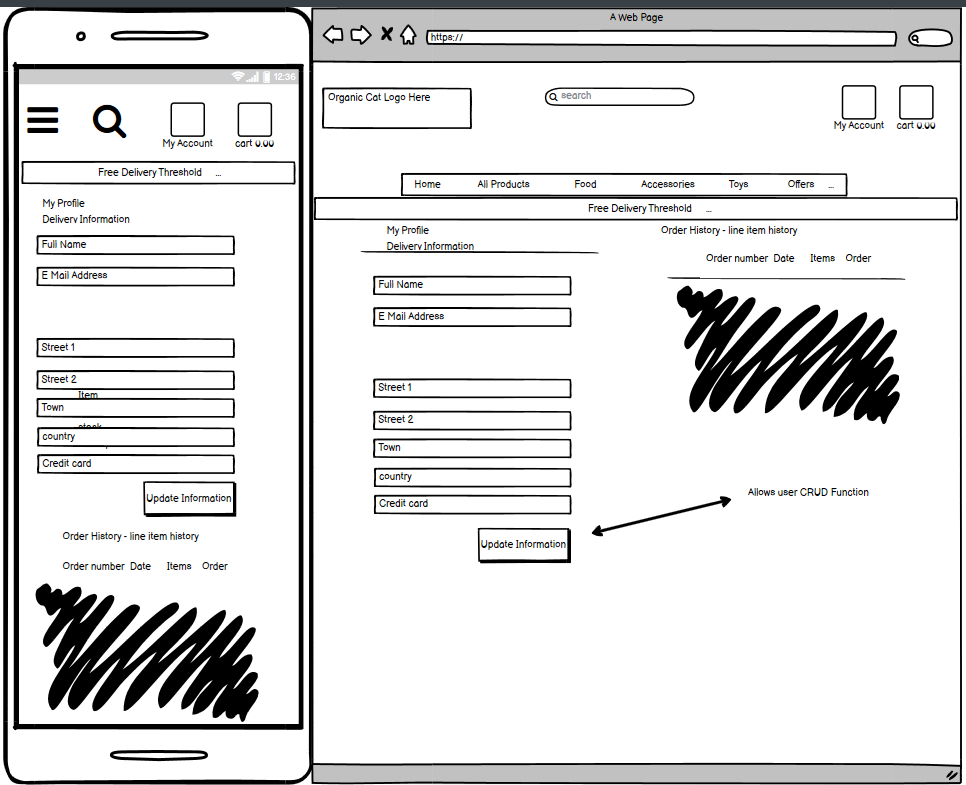 12:36
My Account
cart 0.00
Free Delivery Threshold ...
My Profile
Delivery Information
Full Name
E Mail Address
Street 1
Street 2
Item
Town
country
Credit card
Update Information
Order History - line item history
Order number Date Items Order
A Web Page
https://
Organic Cat Logo Here
search
My Account
cart 0.00
Home All Products Food Accessories Toys Offers ...
Free Delivery Threshold ...
My Profile
Delivery Information
Full Name
E Mail Address
Street 1
Street 2
Town
country
Credit card
Update Information
Order History - line item history
Order number Date Items Order
Allows user CRUD Function